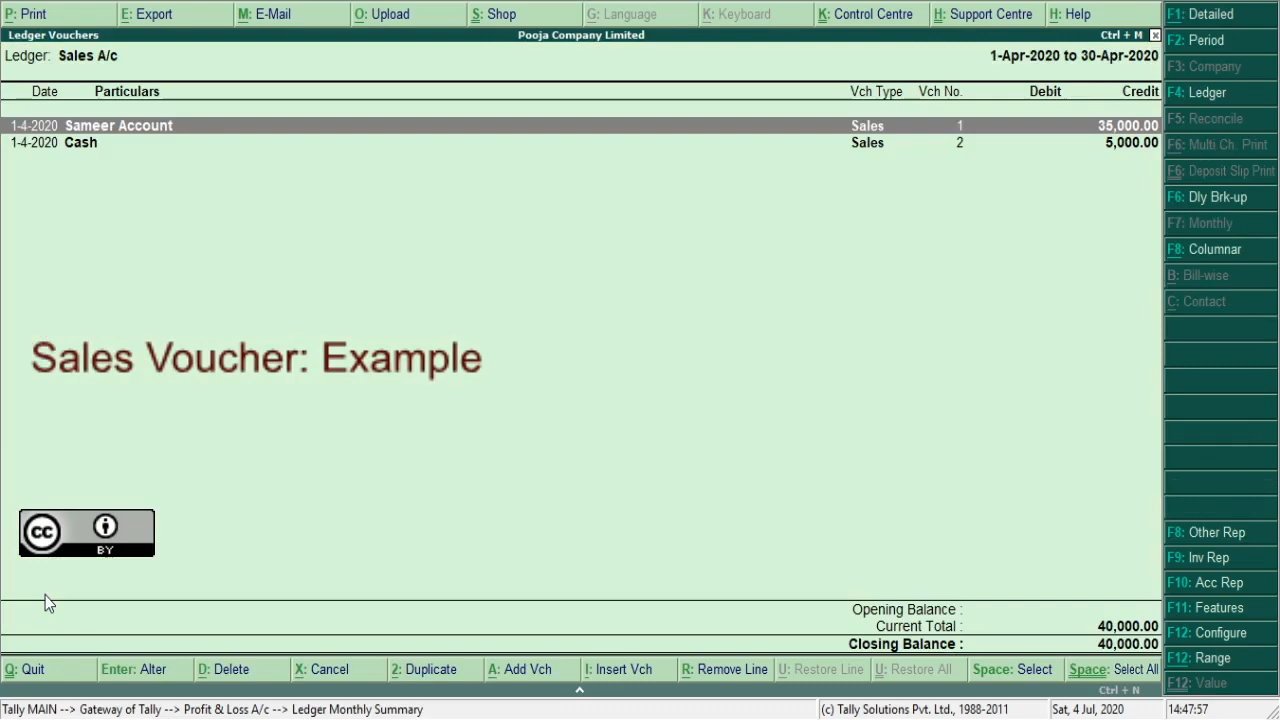 P: Print E: Export M: E-Mail O: Upload S: Shop G: Language K: Keyboard K: Control Centre H: Support Centre H: Help F1: Detailed
Ledger Vouchers Pooja Company Limited Ctrl + M x
F2: Period
Ledger: Sales A/c 1-Apr-2020 to 30-Apr-2020
F3: Company
Date Particulars Vch Type Vch No. Debit Credit
F4: Ledger
F5: Reconcile
1-4-2020 Sameer Account Sales 1 35,000.00
1-4-2020 Cash Sales 2 5,000.00
F6: Multi Ch. Print
F6: Deposit Slip Print
F6: Dly Brk-up
F7: Monthly
F8: Columnar
B: Bill-wise
C: Contact
Sales Voucher: Example
cc BY
F8: Other Rep
F9: Inv Rep
F10: Acc Rep
F11: Features
F12: Configure
F12: Range
F12: Value
Opening Balance :
Current Total : 40,000.00
Closing Balance : 40,000.00
Q: Quit Enter: Alter D: Delete X: Cancel 2: Duplicate A: Add Vch I: Insert Vch R: Remove Line U: Restore Line U: Restore All Space: Select Space: Select All
Ctrl + N
Tally MAIN --> Gateway of Tally --> Profit & Loss A/c --> Ledger Monthly Summary (c) Tally Solutions Pvt. Ltd., 1988-2011 Sat, 4 Jul, 2020 14:47:57